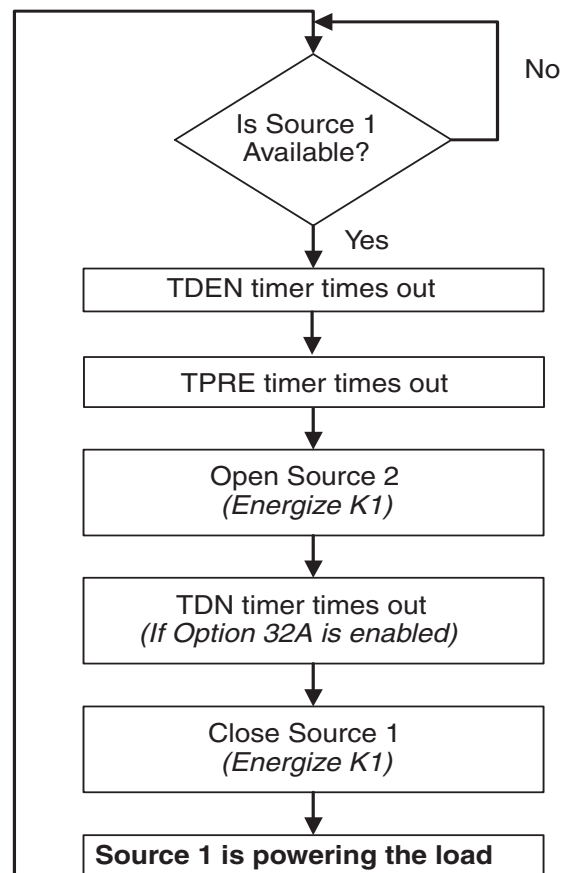 No
Is Source 1
Available?
Yes
TDEN timer times out
TPRE timer times out
Open Source 2
(Energize K1)
TDN timer times out
(If Option 32A is enabled)
Close Source 1
(Energize K1)
Source 1 is powering the load